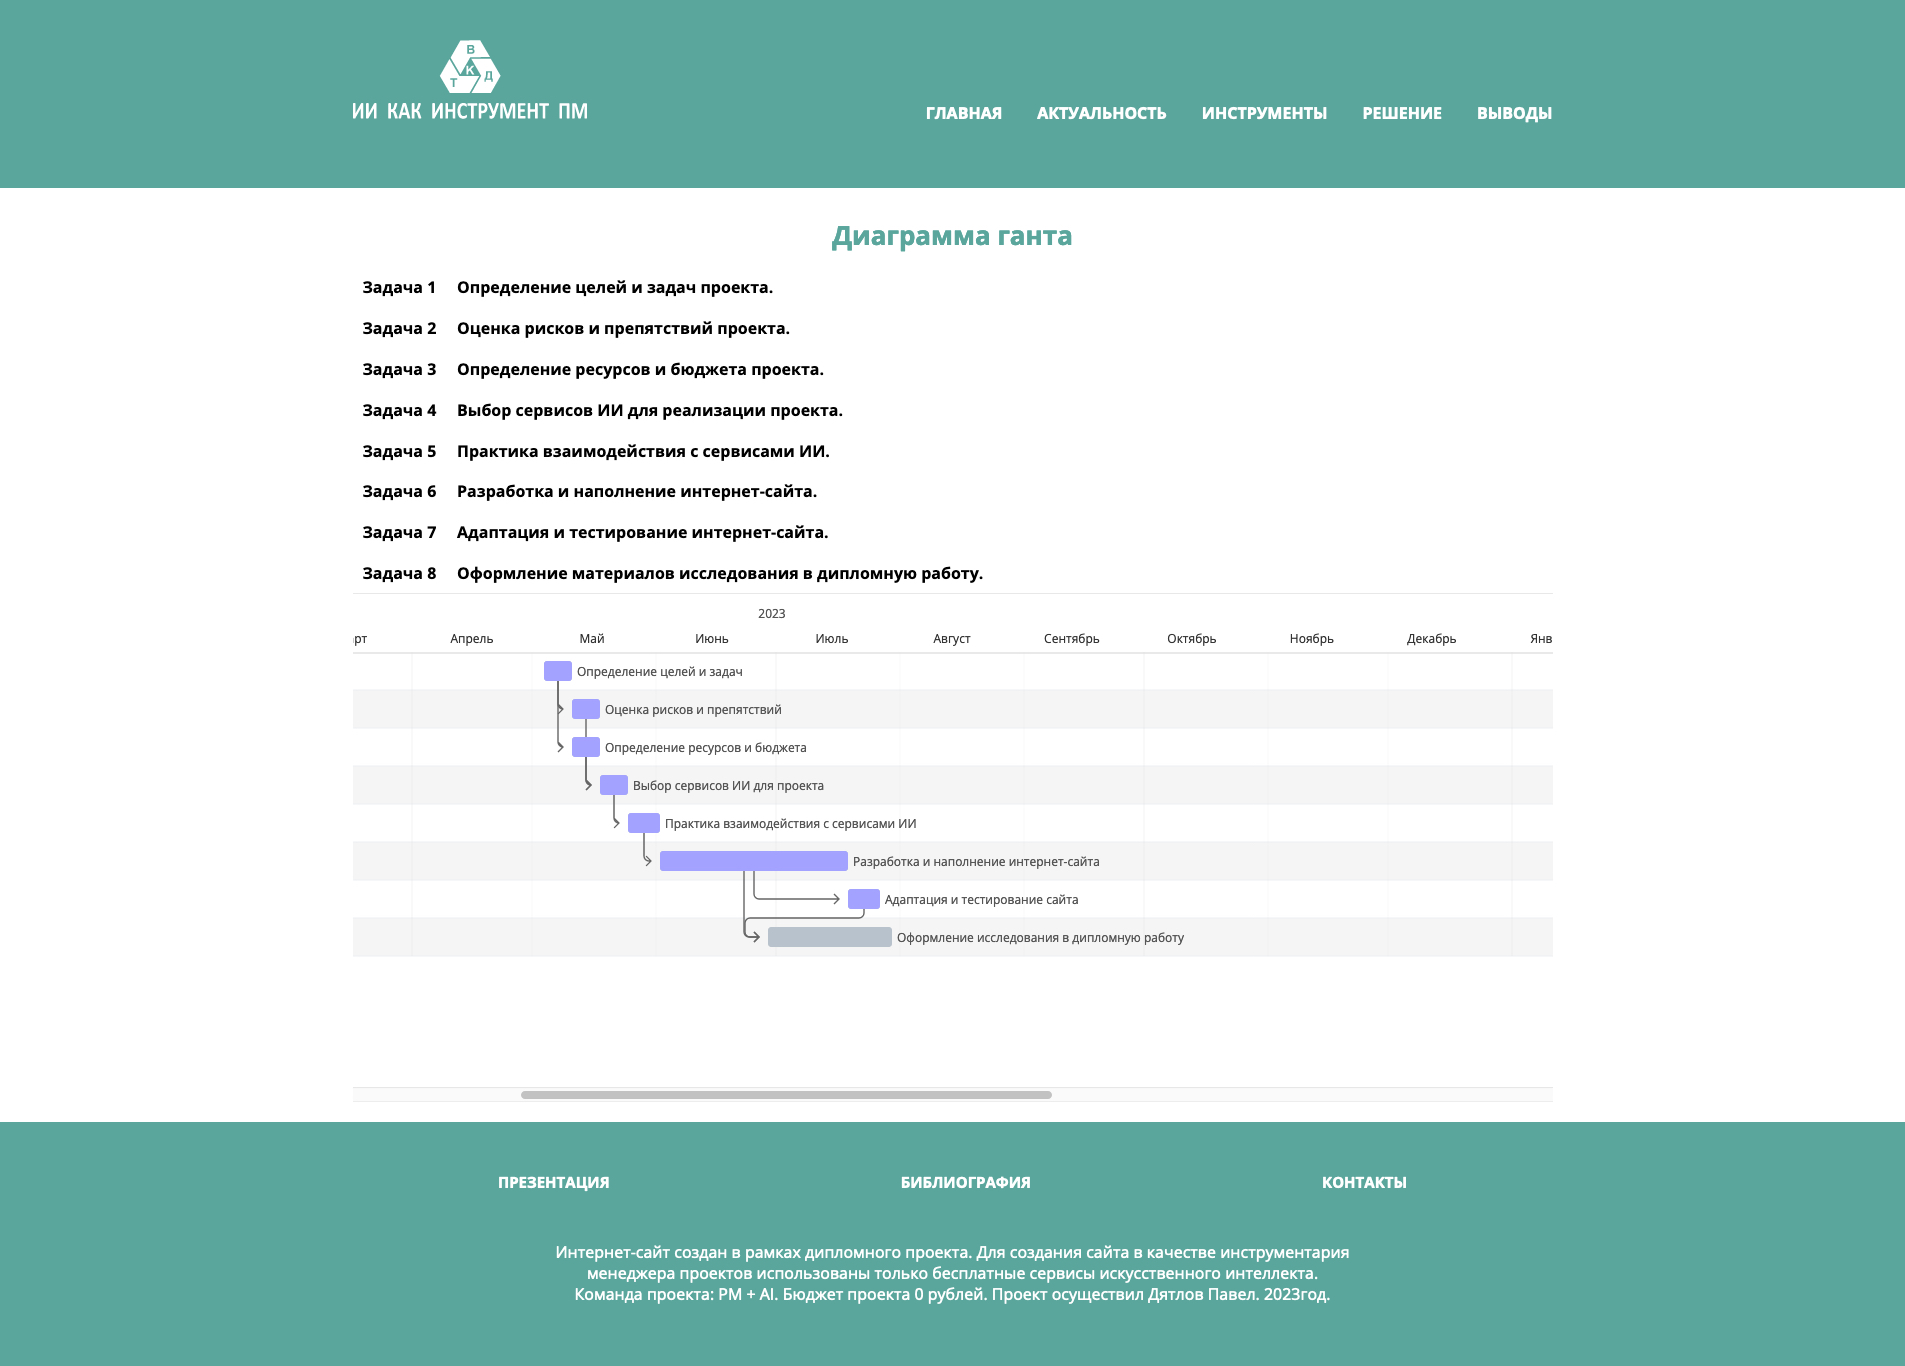 В
К
Т
Д
ИИ КАК ИНСТРУМЕНТ ПМ
ГЛАВНАЯ АКТУАЛЬНОСТЬ ИНСТРУМЕНТЫ РЕШЕНИЕ ВЫВОДЫ
Диаграмма ганта
Задача 1 Определение целей и задач проекта.
Задача 2 Оценка рисков и препятствий проекта.
Задача 3 Определение ресурсов и бюджета проекта.
Задача 4 Выбор сервисов ИИ для реализации проекта.
Задача 5 Практика взаимодействия с сервисами ИИ.
Задача 6 Разработка и наполнение интернет-сайта.
Задача 7 Адаптация и тестирование интернет-сайта.
Задача 8 Оформление материалов исследования в дипломную работу.
2023
рт Апрель Май Июнь Июль Август Сентябрь Октябрь Ноябрь Декабрь Янв
Определение целей и задач
Оценка рисков и препятствий
Определение ресурсов и бюджета
Выбор сервисов ИИ для проекта
Практика взаимодействия с сервисами ИИ
Разработка и наполнение интернет-сайта
Адаптация и тестирование сайта
Оформление исследования в дипломную работу
ПРЕЗЕНТАЦИЯ БИБЛИОГРАФИЯ КОНТАКТЫ
Интернет-сайт создан в рамках дипломного проекта. Для создания сайта в качестве инструментария
менеджера проектов использованы только бесплатные сервисы искусственного интеллекта.
Команда проекта: PM + AI. Бюджет проекта 0 рублей. Проект осуществил Дятлов Павел. 2023год.